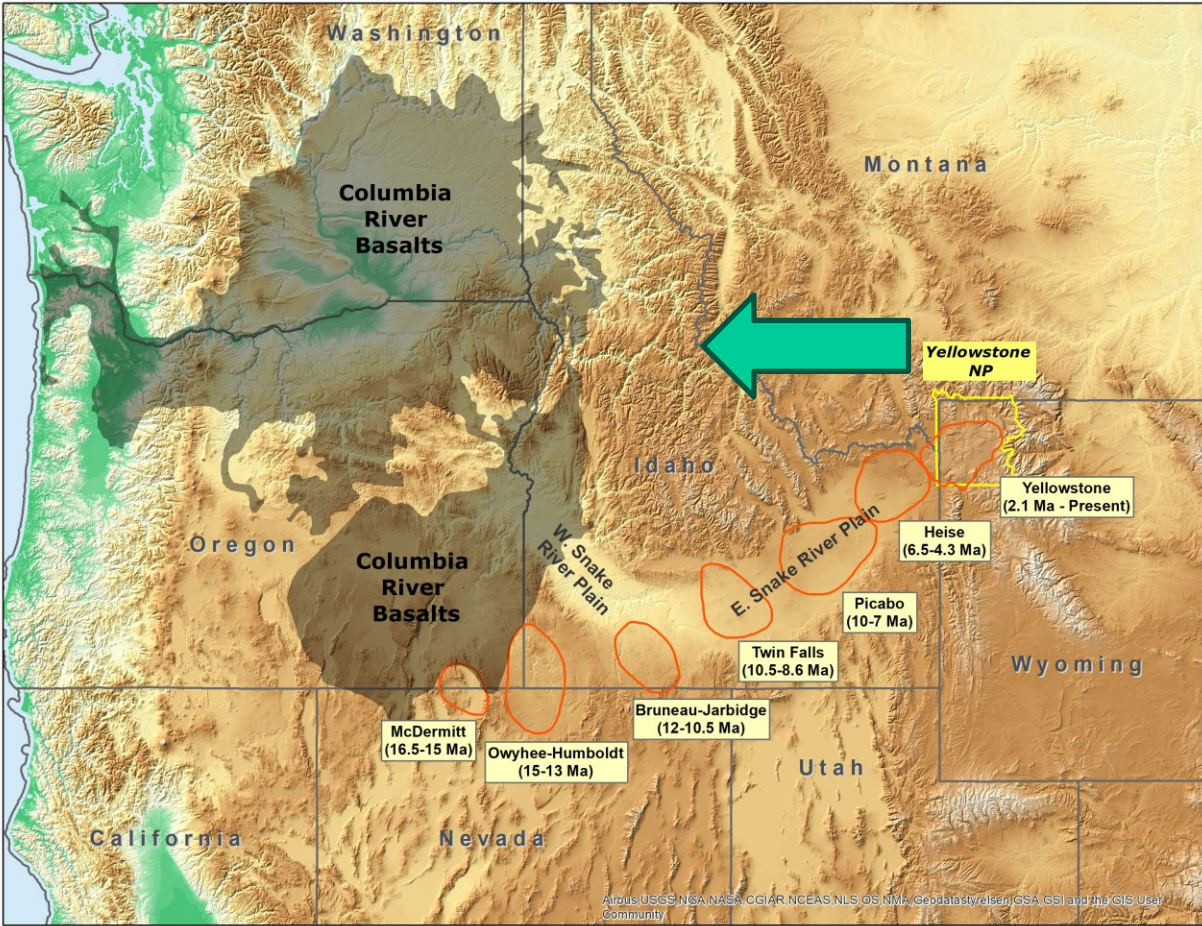 Washington
Montana
Columbia
River
Basalts
Yellowstone
NP
Idaho
Yellowstone
(2.1 Ma - Present)
Oregon
W. Snake
River Plain
Heise
(6.5-4.3 Ma)
Columbia
River
Basalts
E. Snake River Plain
Picabo
(10-7 Ma)
Twin Falls
(10.5-8.6 Ma)
Wyoming
Bruneau-Jarbidge
(12-10.5 Ma)
McDermitt
(16.5-15 Ma)
Owyhee-Humboldt
(15-13 Ma)
Utah
California
Nevada
Airbus,USGS,NGA,NASA,CGIAR,NCEAS,NLS,OS,NMA,Geodatastyrelsen,GSA,GSI and the GIS User
Community